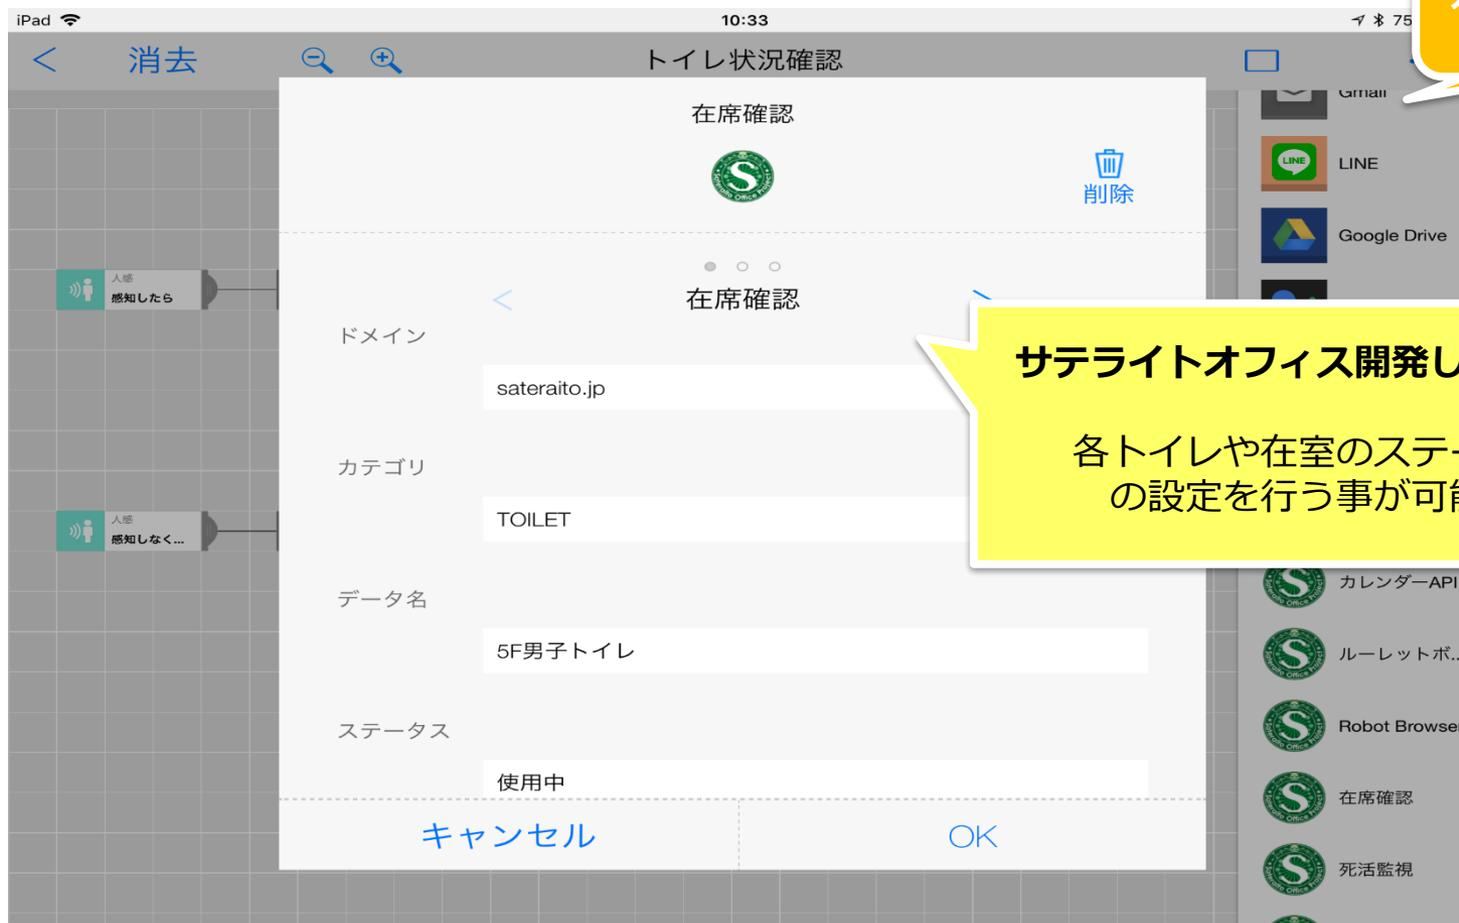 iPad
10:33
75
消去
トイレ状況確認
在席確認
削除
在席確認
ドメイン
sateraito.jp
カテゴリ
TOILET
データ名
5F男子トイレ
ステータス
使用中
キャンセル
OK
人感
感知したら
人感
感知しなく...
サテライトオフィス開発し
各トイレや在室のステー
の設定を行う事が可能
Gmail
LINE
LINE
Google Drive
カレンダーAPI
ルーレットボ...
Robot Browser
在席確認
死活監視